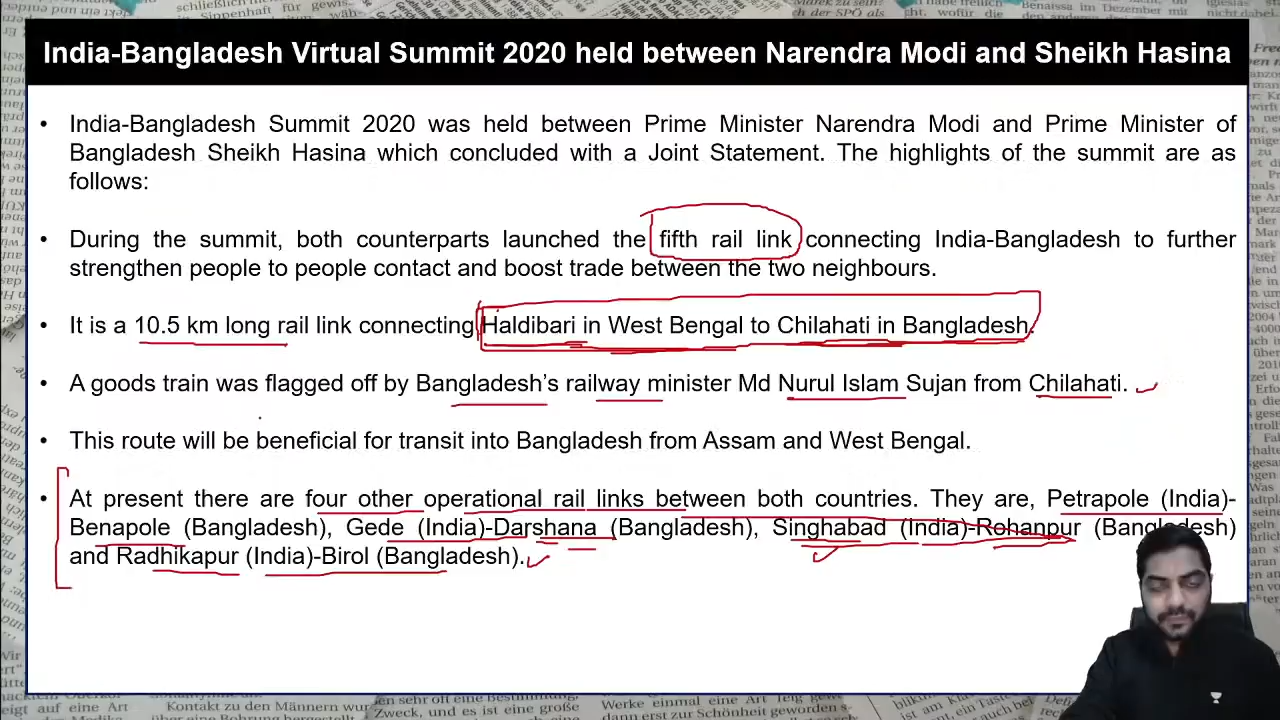 India-Bangladesh Virtual Summit 2020 held between Narendra Modi and Sheikh Hasina
• India-Bangladesh Summit 2020 was held between Prime Minister Narendra Modi and Prime Minister of
Bangladesh Sheikh Hasina which concluded with a Joint Statement. The highlights of the summit are as
follows:
• During the summit, both counterparts launched the fifth rail link connecting India-Bangladesh to further
strengthen people to people contact and boost trade between the two neighbours.
• It is a 10.5 km long rail link connecting Haldibari in West Bengal to Chilahati in Bangladesh.
• A goods train was flagged off by Bangladesh's railway minister Md Nurul Islam Sujan from Chilahati.
• This route will be beneficial for transit into Bangladesh from Assam and West Bengal.
• At present there are four other operational rail links between both countries. They are, Petrapole (India)-
Benapole (Bangladesh), Gede (India)-Darshana (Bangladesh), Singhabad (India)-Rohanpur (Bangladesh)
and Radhikapur (India)-Birol (Bangladesh).